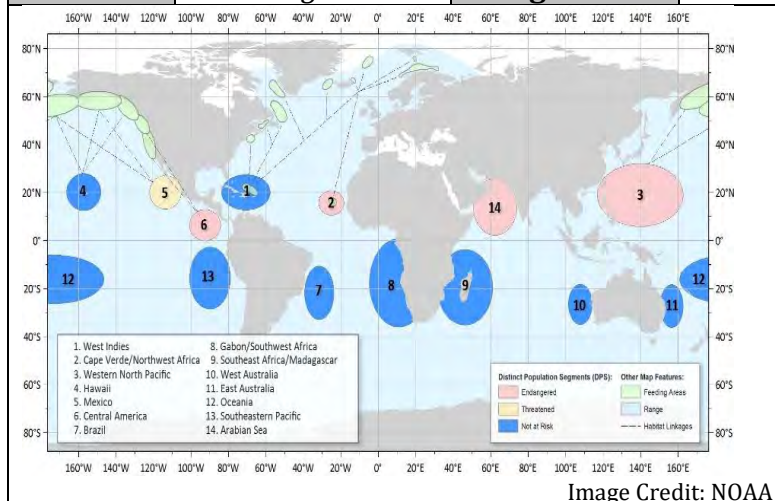 160°W 120°W 80°W 60°W 40°W 20°W 0° 20°E 40°E 60°E 80°E 100°E 120°E 140°E 160°E
80°N 80°N
60°N 60°N
40°N 40°N
20°N 20°N
0° 0°
20°S 20°S
40°S 40°S
60°S 60°S
80°S 80°S
4
5
6
1
2
14
3
12
13
7
8
9
10
11
12
1. West Indies
2. Cape Verde/Northwest Africa
3. Western North Pacific
4. Hawaii
5. Mexico
6. Central America
7. Brazil
8. Gabon/Southwest Africa
9. Southeast Africa/Madagascar
10. West Australia
11. East Australia
12. Oceania
13. Southeastern Pacific
14. Arabian Sea
Distinct Population Segments (DPS):
Endangered
Threatened
Not at Risk
Other Map Features:
Feeding Areas
Range
Habitat Linkages
160°W 140°W 120°W 100°W 80°W 60°W 40°W 20°W 0° 20°E 40°E 60°E 80°E 100°E 120°E 140°E 160°E
Image Credit: NOAA